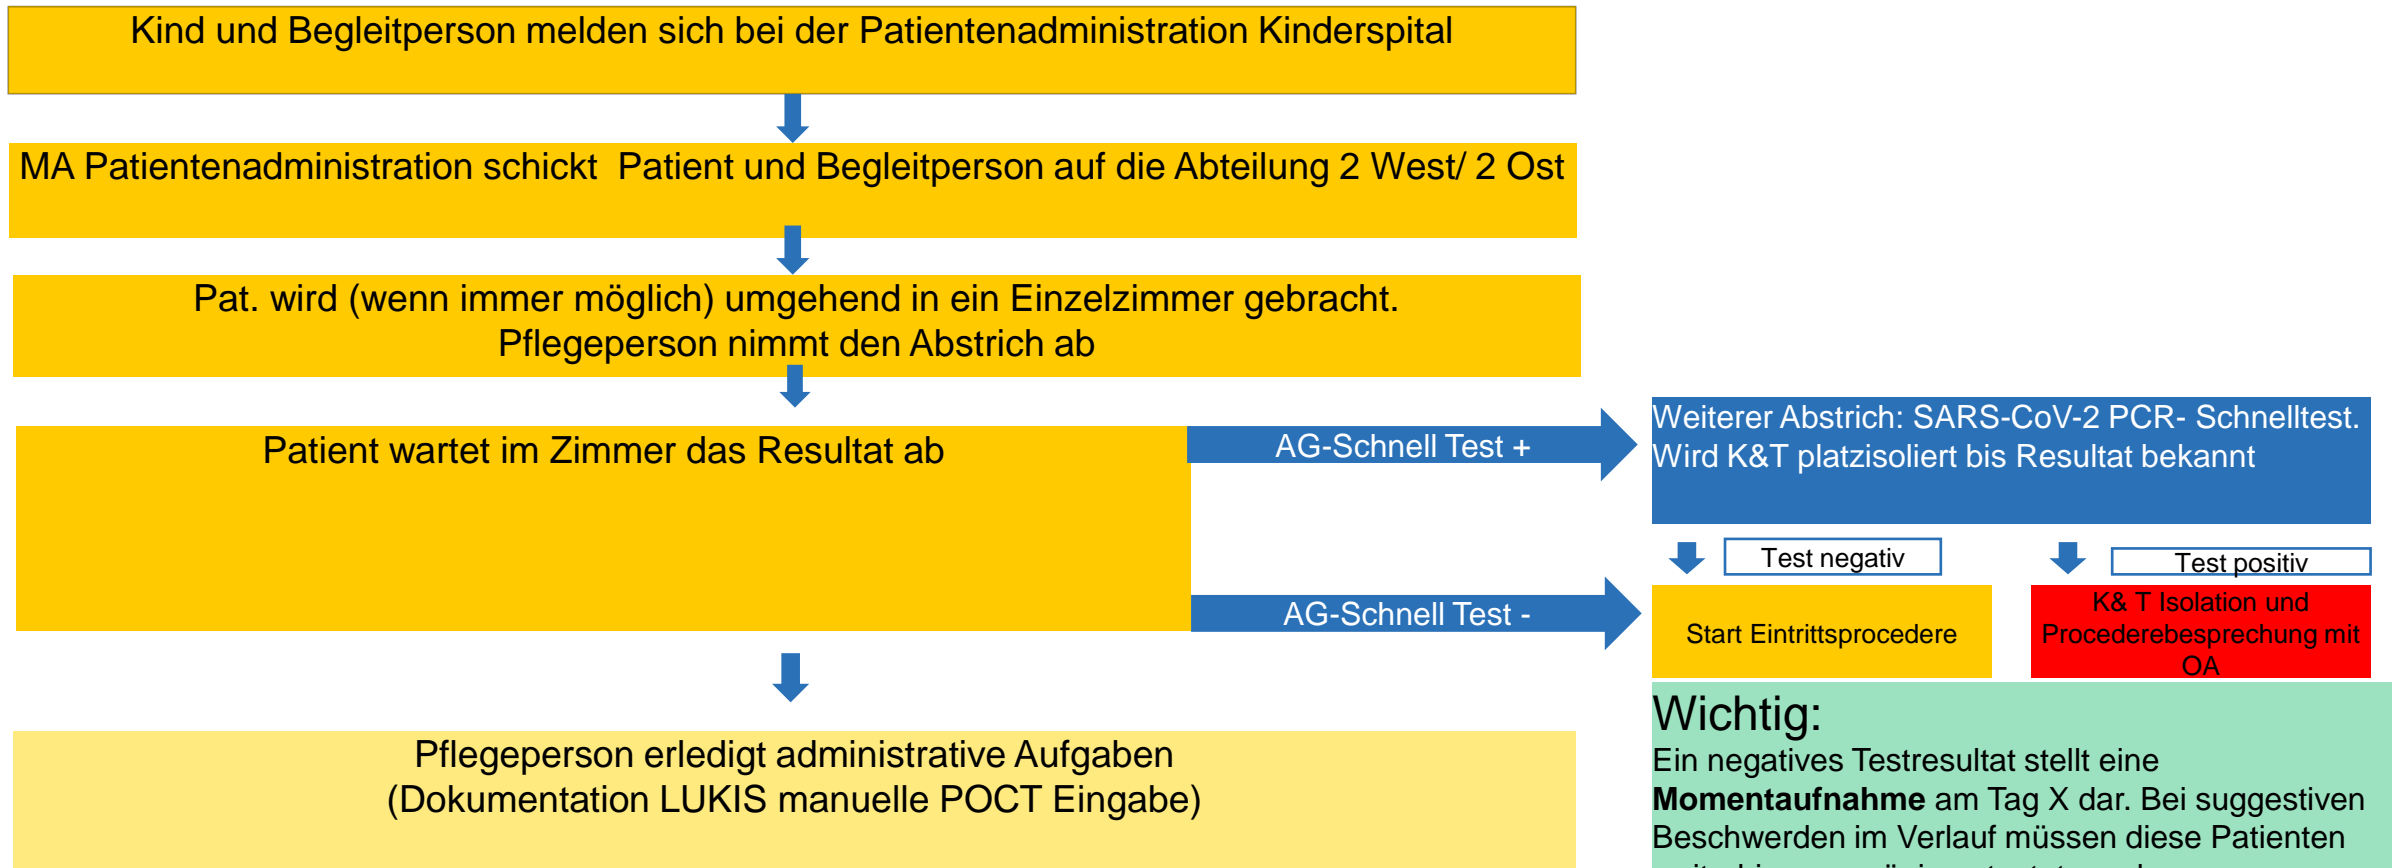 Kind und Begleitperson melden sich bei der Patientenadministration Kinderspital
MA Patientenadministration schickt  Patient und Begleitperson auf die Abteilung 2 West/ 2 Ost
Pat. wird (wenn immer möglich) umgehend in ein Einzelzimmer gebracht.
Pflegeperson nimmt den Abstrich ab
Patient wartet im Zimmer das Resultat ab
AG-Schnell Test +
Weiterer Abstrich: SARS-CoV-2 PCR- Schnelltest.
Wird K&T platzisoliert bis Resultat bekannt
Test negativ
Test positiv
AG-Schnell Test -
Start Eintrittsprocedere
K& T Isolation und
Procederebesprechung mit
OA
Pflegeperson erledigt administrative Aufgaben
(Dokumentation LUKIS manuelle POCT Eingabe)
Wichtig:
Ein negatives Testresultat stellt eine
Momentaufnahme am Tag X dar. Bei suggestiven
Beschwerden im Verlauf müssen diese Patienten